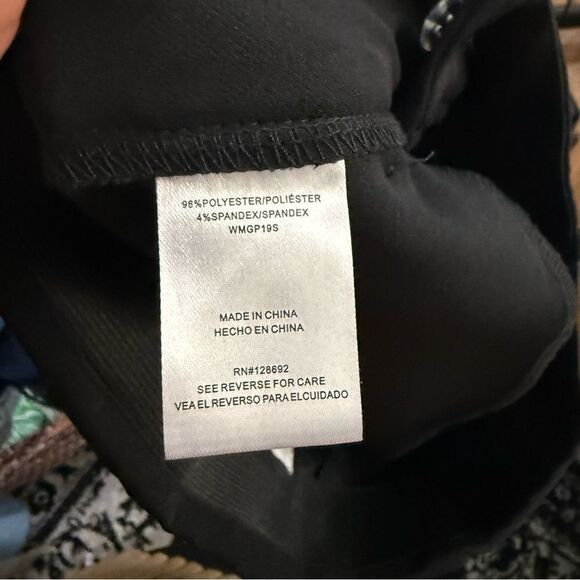 96%POLYESTER/POLIÉSTER
4%SPANDEX/SPANDEX
WMGP19S
MADE IN CHINA
HECHO EN CHINA
RN#128692
SEE REVERSE FOR CARE
VEA EL REVERSO PARA ELCUIDADO